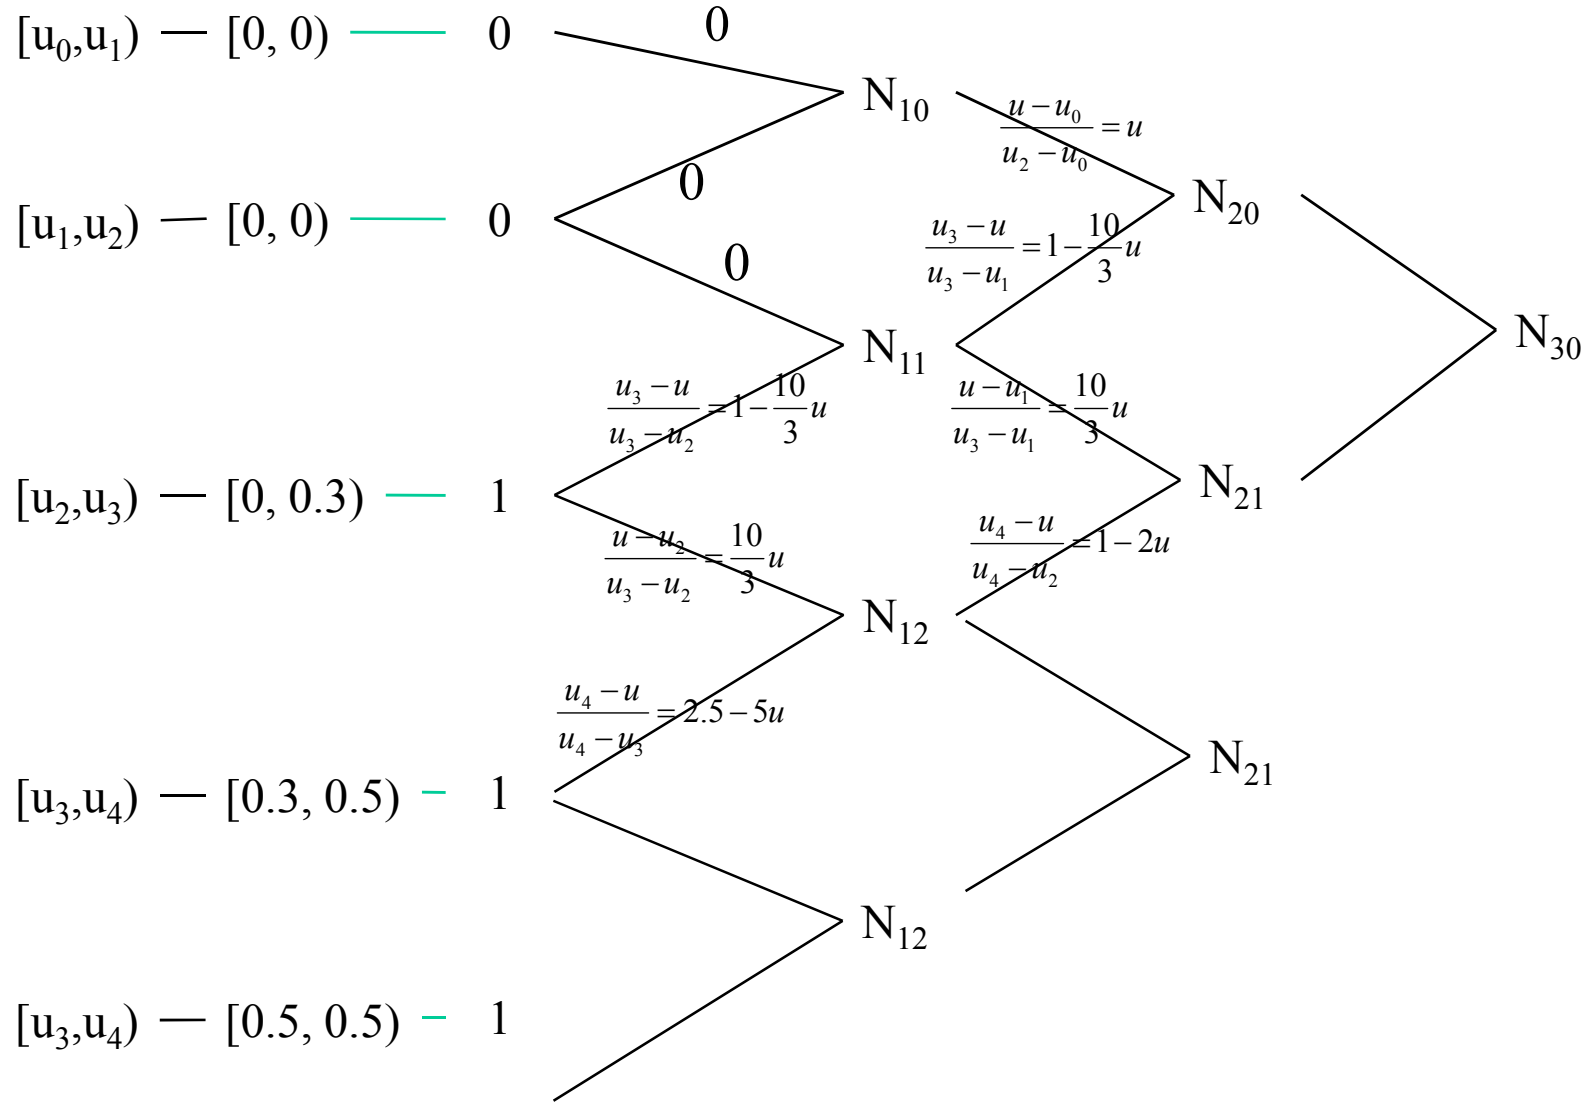 [u₀,u₁) — [0, 0) — 0
0
N₁₀
(u − u₀)/(u₂ − u₀) = u
0
N₂₀
[u₁,u₂) — [0, 0) — 0
(u₃ − u)/(u₃ − u₁) = 1 − 10/3 u
0
N₁₁
N₃₀
(u₃ − u)/(u₃ − u₂) = 1 − 10/3 u
(u − u₁)/(u₃ − u₁) = 10/3 u
[u₂,u₃) — [0, 0.3) — 1
N₂₁
(u − u₂)/(u₃ − u₂) = 10/3 u
(u₄ − u)/(u₄ − u₂) = 1 − 2u
N₁₂
(u₄ − u)/(u₄ − u₃) = 2.5 − 5u
N₂₁
[u₃,u₄) — [0.3, 0.5) — 1
N₁₂
[u₃,u₄) — [0.5, 0.5) — 1